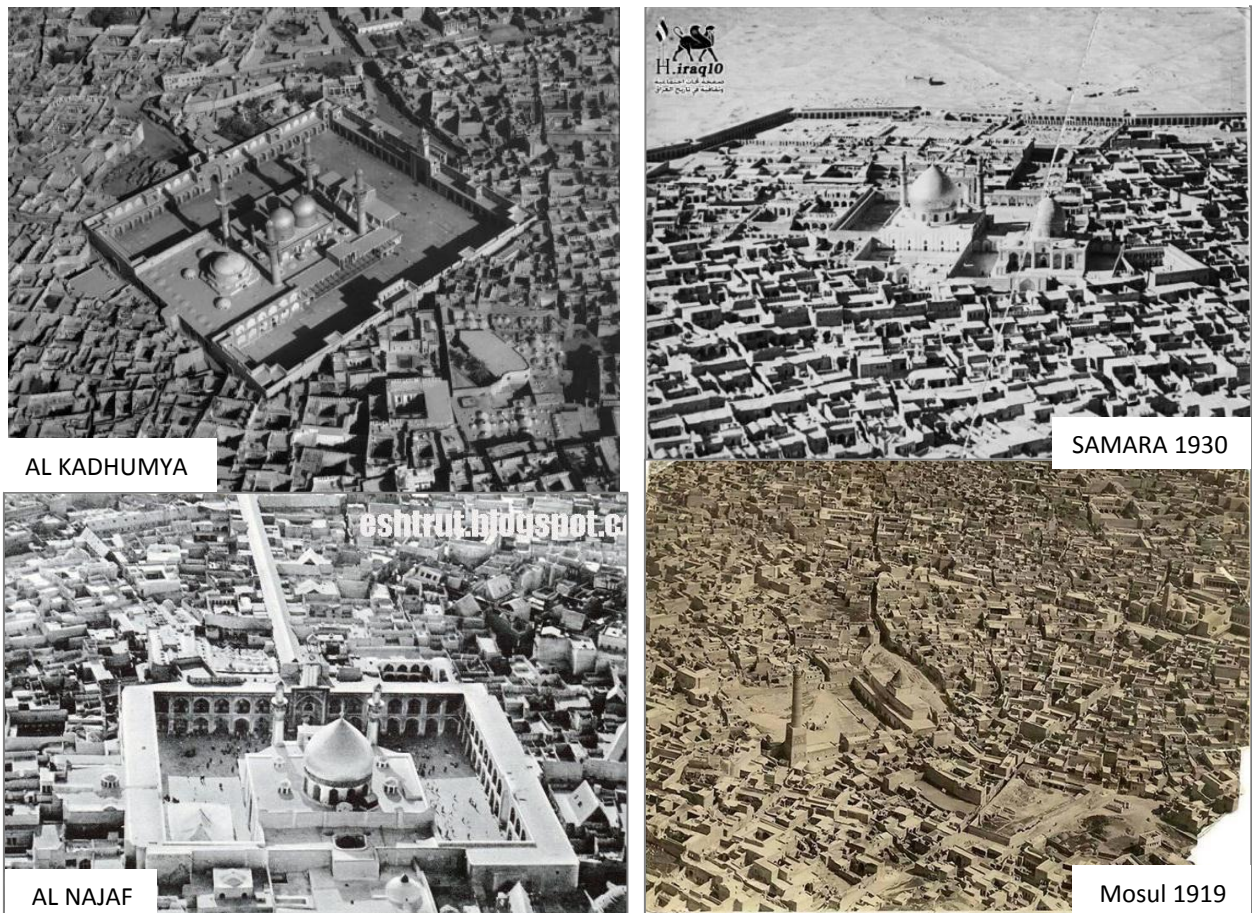 H.iraq10
AL KADHUMYA
SAMARA 1930
eshtrut.blogspot.c
AL NAJAF
Mosul 1919